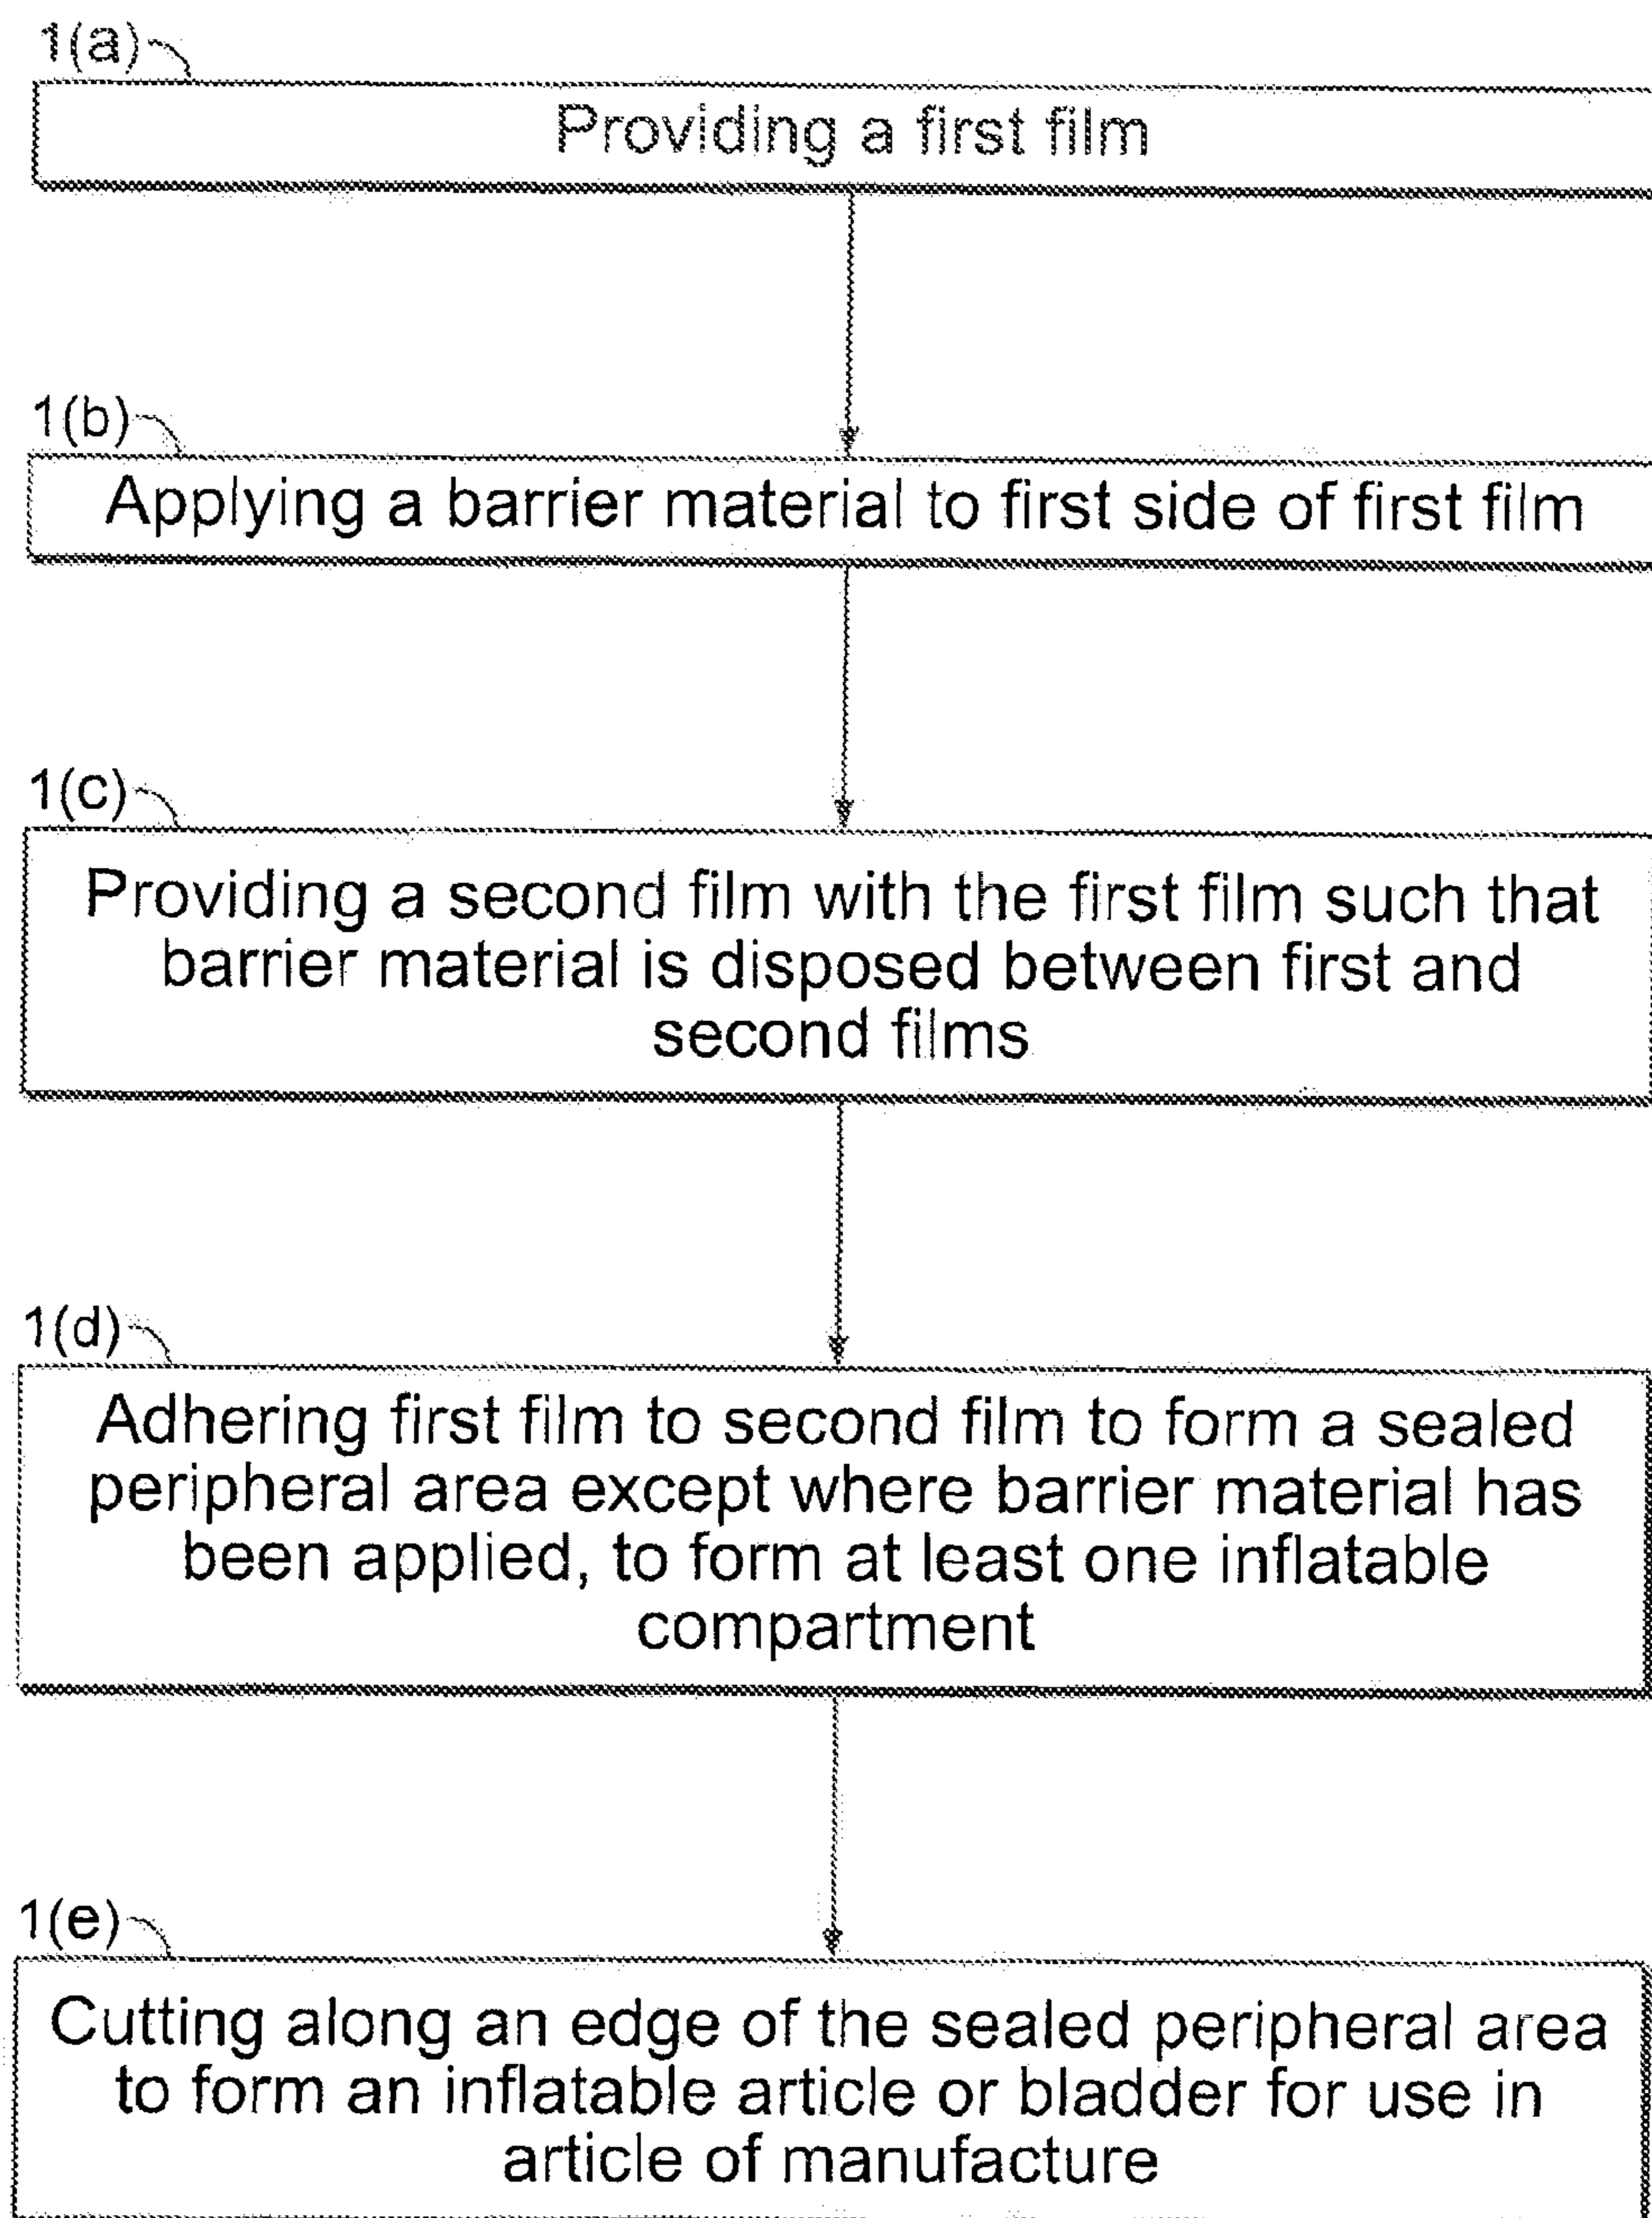 1(a)
Providing a first film
1(b)
Applying a barrier material to first side of first film
1(c)
Providing a second film with the first film such that
barrier material is disposed between first and
second films
1(d)
Adhering first film to second film to form a sealed
peripheral area except where barrier material has
been applied, to form at least one inflatable
compartment
1(e)
Cutting along an edge of the sealed peripheral area
to form an inflatable article or bladder for use in
article of manufacture